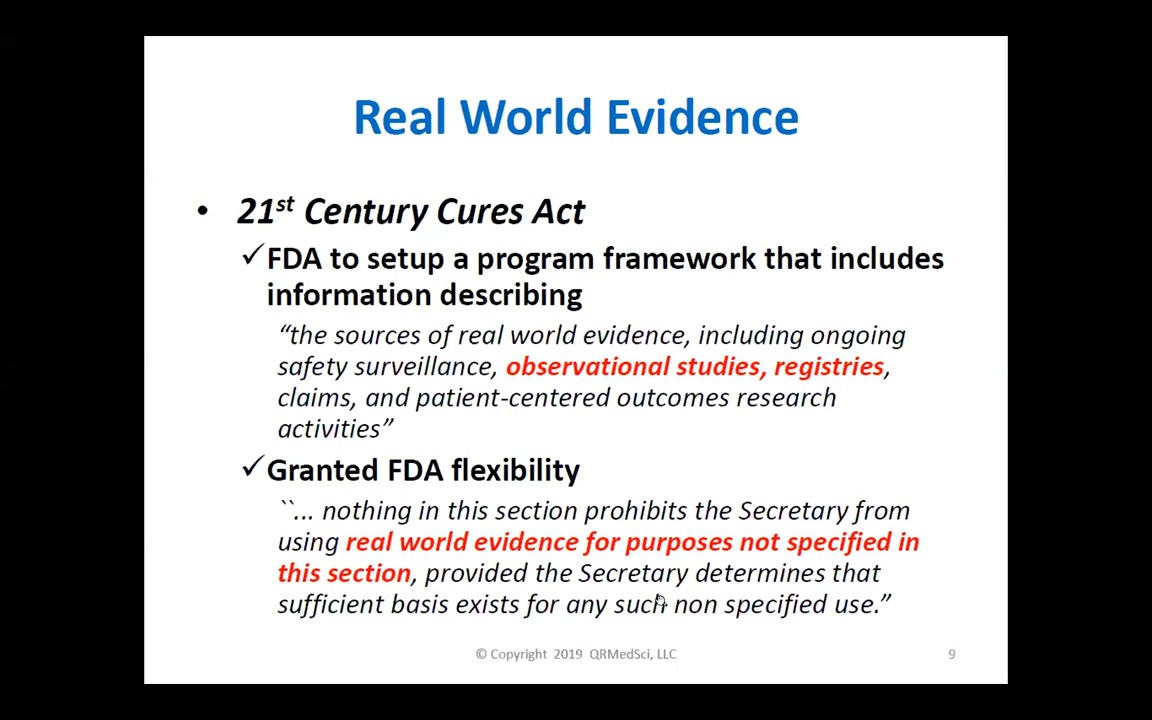 Real World Evidence
• 21st Century Cures Act
✓FDA to setup a program framework that includes
information describing
“the sources of real world evidence, including ongoing
safety surveillance, observational studies, registries,
claims, and patient-centered outcomes research
activities”
✓Granted FDA flexibility
``... nothing in this section prohibits the Secretary from
using real world evidence for purposes not specified in
this section, provided the Secretary determines that
sufficient basis exists for any such non specified use.”
© Copyright 2019 QRMedSci, LLC
9